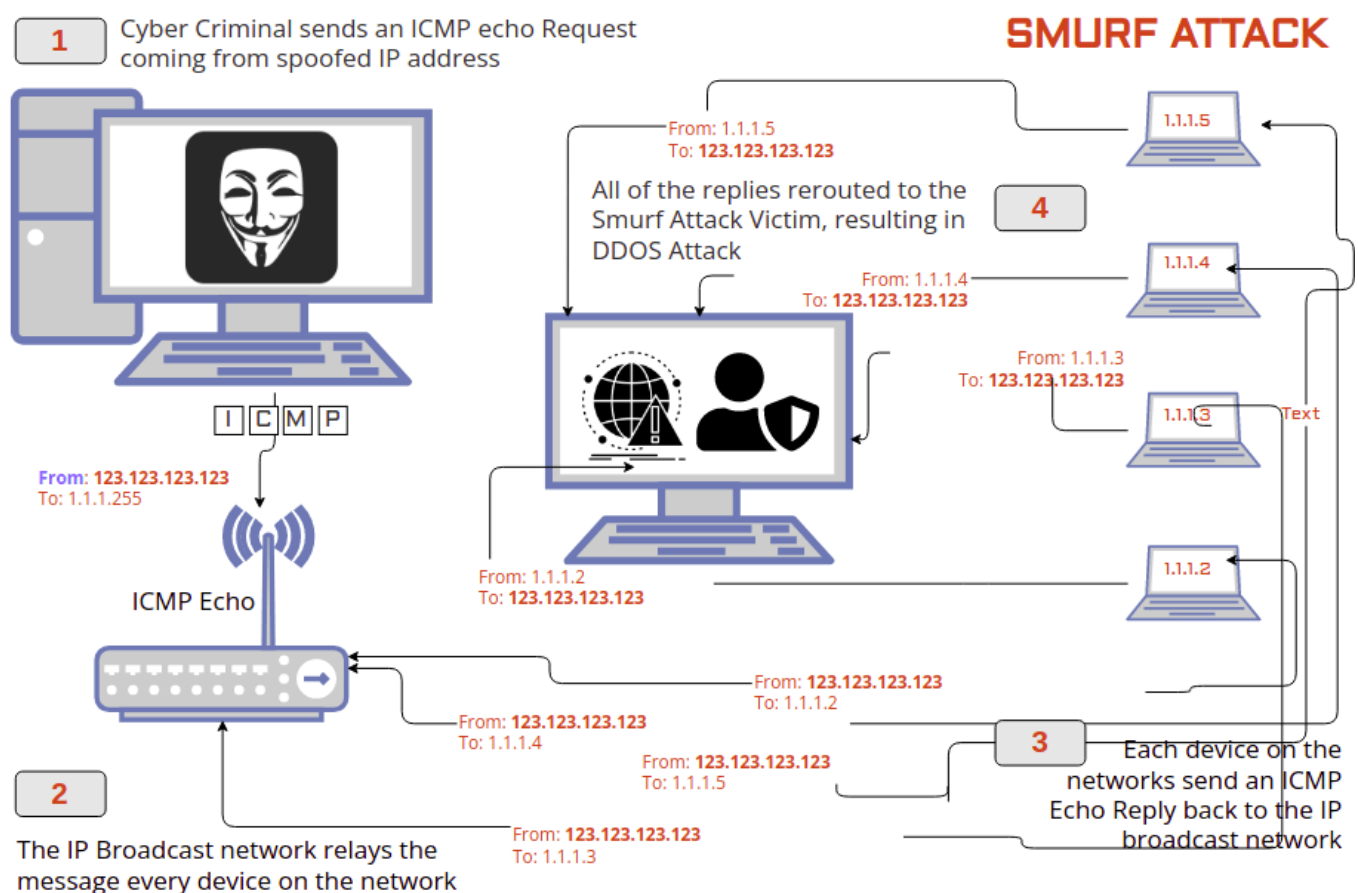 SMURF ATTACK
1
Cyber Criminal sends an ICMP echo Request
coming from spoofed IP address
From: 1.1.1.5
To: 123.123.123.123
1.1.1.5
All of the replies rerouted to the
Smurf Attack Victim, resulting in
DDOS Attack
4
From: 1.1.1.4
To: 123.123.123.123
1.1.1.4
From: 1.1.1.3
To: 123.123.123.123
1.1.1.3
Text
ICMP
From: 123.123.123.123
To: 1.1.1.255
From: 1.1.1.2
To: 123.123.123.123
1.1.1.2
ICMP Echo
From: 123.123.123.123
To: 1.1.1.2
From: 123.123.123.123
To: 1.1.1.4
From: 123.123.123.123
To: 1.1.1.5
3
Each device on the
networks send an ICMP
Echo Reply back to the IP
broadcast network
2
The IP Broadcast network relays the
message every device on the network
From: 123.123.123.123
To: 1.1.1.3